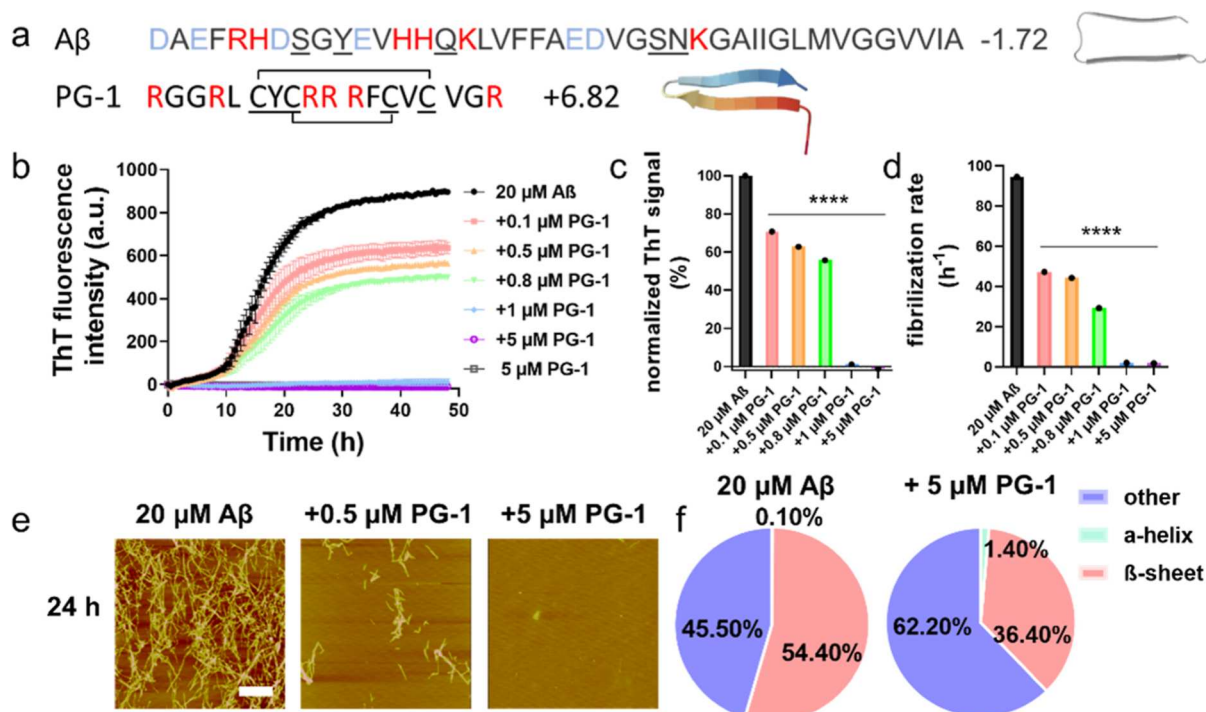 a
Aβ DAEFRHDSGYEVHHQKLVFFAEDVGSNKGAIIGLMVGGVVIA -1.72
PG-1 RGGRL CYCRRR RFCVC VGR +6.82
b
ThT fluorescence
intensity (a.u.)
1000
800
600
400
200
0
0 10 20 30 40 50
Time (h)
20 µM Aß
+0.1 µM PG-1
+0.5 µM PG-1
+0.8 µM PG-1
+1 µM PG-1
+5 µM PG-1
5 µM PG-1
c
normalized ThT signal
(%)
100
80
60
40
20
0
****
20 µM Aß
+0.1 µM PG-1
+0.5 µM PG-1
+0.8 µM PG-1
+1 µM PG-1
+5 µM PG-1
d
fibrilization rate
(h⁻¹)
100
80
60
40
20
0
****
20 µM Aß
+0.1 µM PG-1
+0.5 µM PG-1
+0.8 µM PG-1
+1 µM PG-1
+5 µM PG-1
e
20 µM Aß +0.5 µM PG-1 +5 µM PG-1
24 h
f
20 µM Aß
0.10%
45.50%
54.40%
+ 5 µM PG-1
1.40%
62.20%
36.40%
other
a-helix
ß-sheet